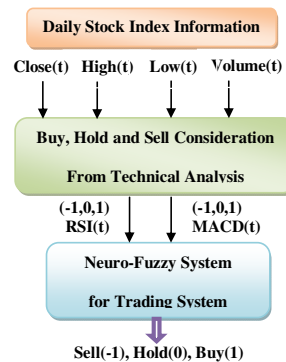 Daily Stock Index Information
Close(t) High(t) Low(t) Volume(t)
Buy, Hold and Sell Consideration
From Technical Analysis
(-1,0,1) (-1,0,1)
RSI(t) MACD(t)
Neuro-Fuzzy System
for Trading System
Sell(-1), Hold(0), Buy(1)